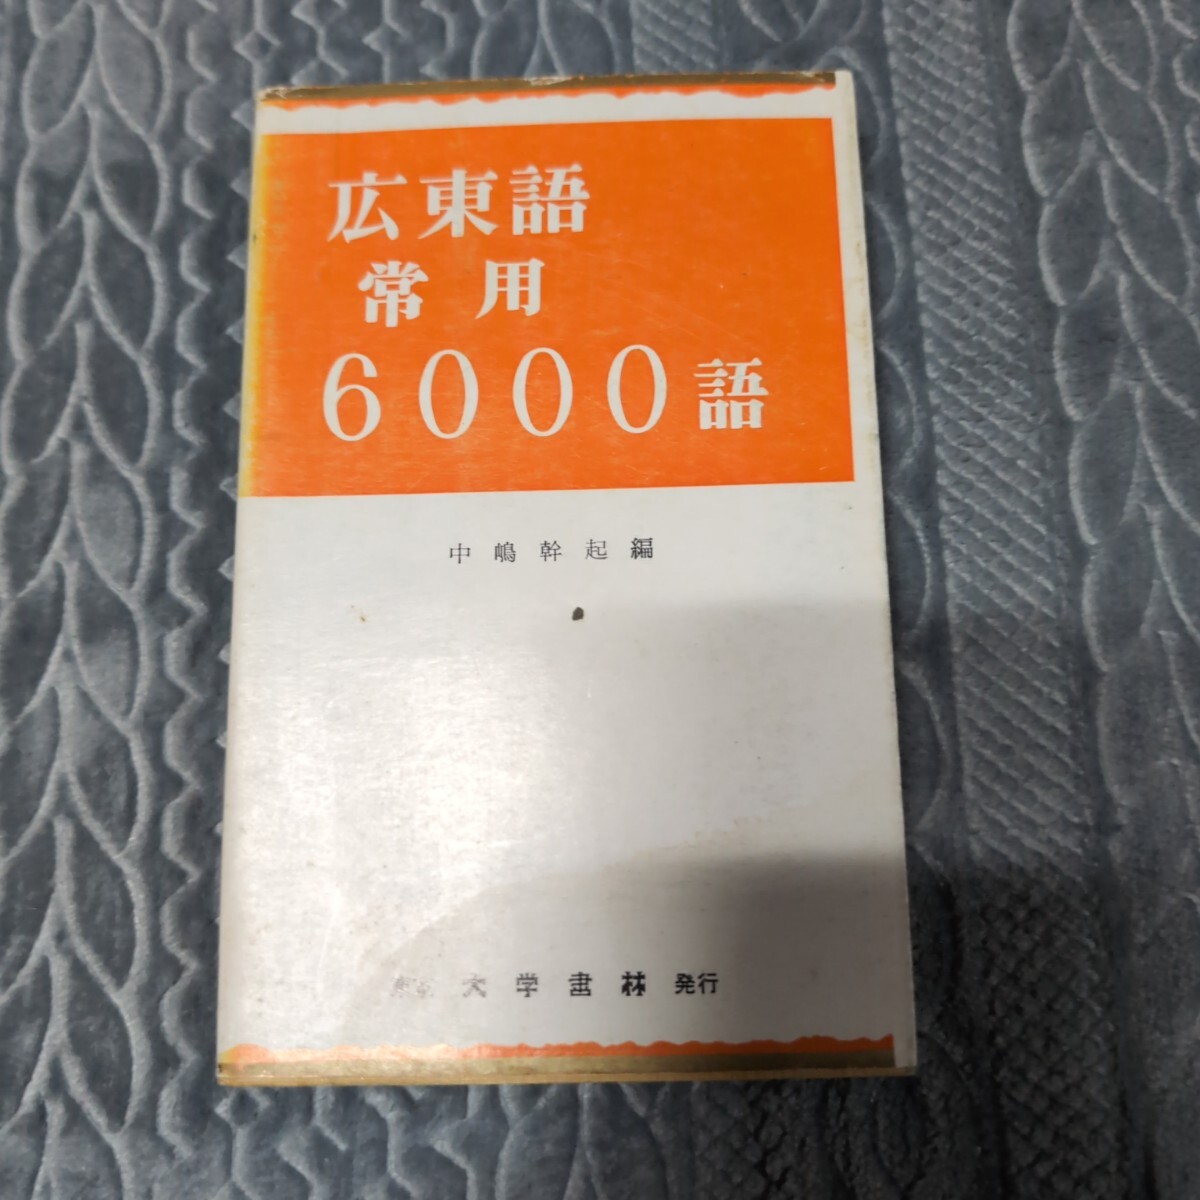 広東語
常用
6000語
中嶋幹起編
大学書林 発行